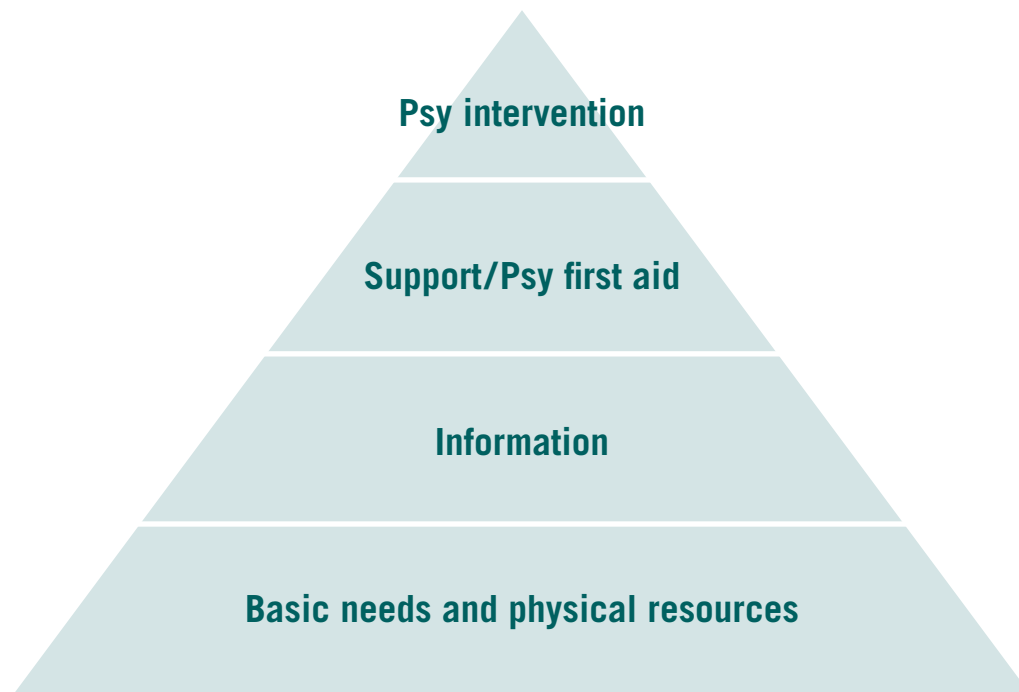 Psy intervention
Support/Psy first aid
Information
Basic needs and physical resources